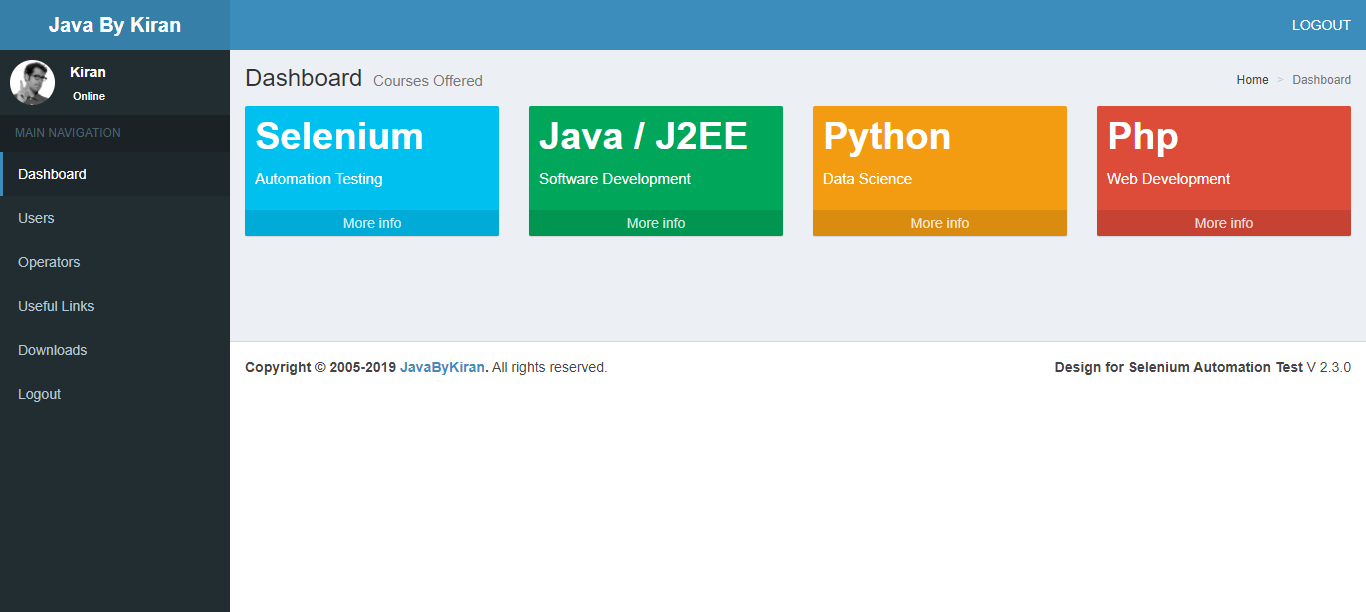 Java By Kiran
LOGOUT
Kiran
Online
MAIN NAVIGATION
Dashboard
Users
Operators
Useful Links
Downloads
Logout
Dashboard Courses Offered
Home > Dashboard
Selenium
Automation Testing
More info
Java / J2EE
Software Development
More info
Python
Data Science
More info
Php
Web Development
More info
Copyright © 2005-2019 JavaByKiran. All rights reserved.
Design for Selenium Automation Test V 2.3.0